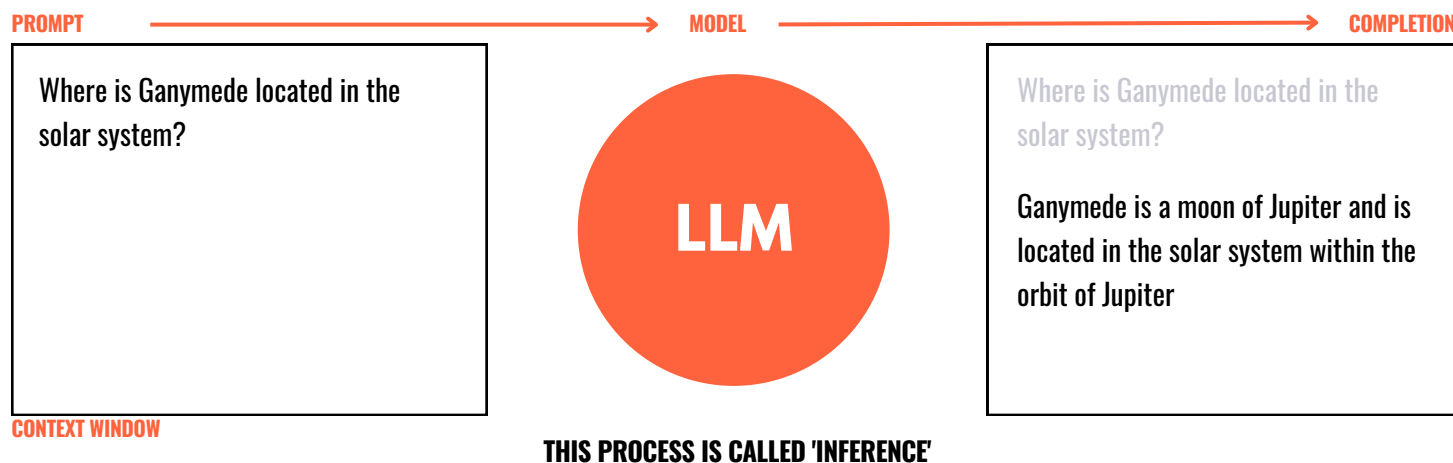 PROMPT
MODEL
COMPLETION
Where is Ganymede located in the
solar system?
LLM
Where is Ganymede located in the
solar system?
Ganymede is a moon of Jupiter and is
located in the solar system within the
orbit of Jupiter
CONTEXT WINDOW
THIS PROCESS IS CALLED 'INFERENCE'